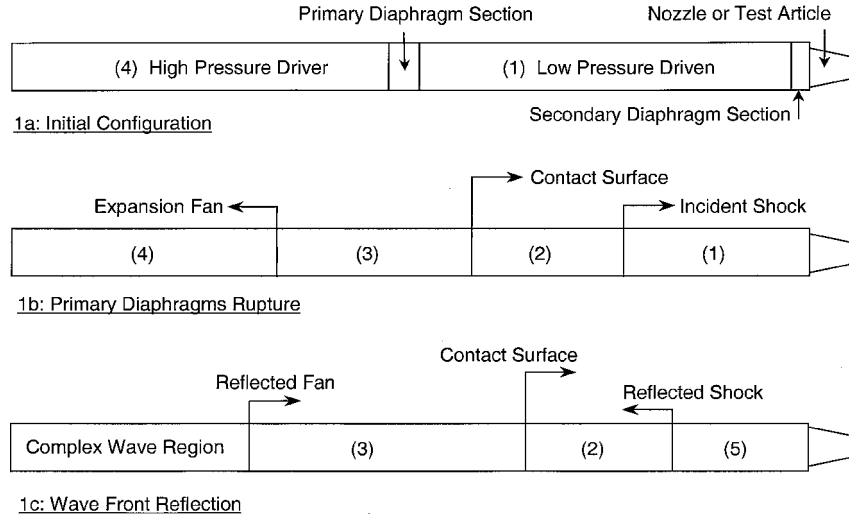 Primary Diaphragm Section
Nozzle or Test Article
(4) High Pressure Driver
(1) Low Pressure Driven
Secondary Diaphragm Section
1a: Initial Configuration
Contact Surface
Expansion Fan
Incident Shock
(4)
(3)
(2)
(1)
1b: Primary Diaphragms Rupture
Contact Surface
Reflected Fan
Reflected Shock
Complex Wave Region
(3)
(2)
(5)
1c: Wave Front Reflection